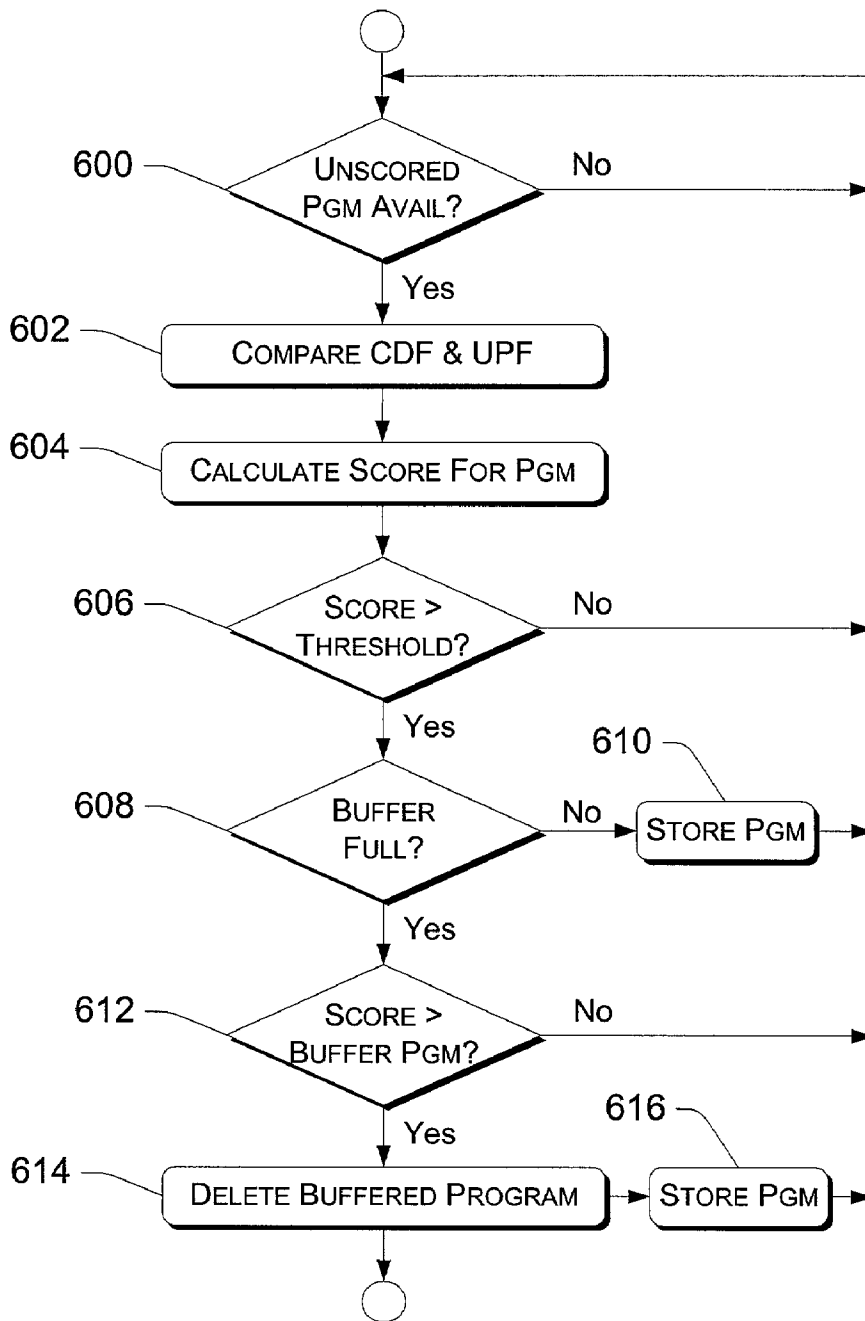 600
UNSCORED
PGM AVAIL?
No
Yes
602
COMPARE CDF & UPF
604
CALCULATE SCORE FOR PGM
606
SCORE >
THRESHOLD?
No
Yes
610
608
BUFFER
FULL?
No
STORE PGM
Yes
612
SCORE >
BUFFER PGM?
No
Yes
616
614
DELETE BUFFERED PROGRAM
STORE PGM